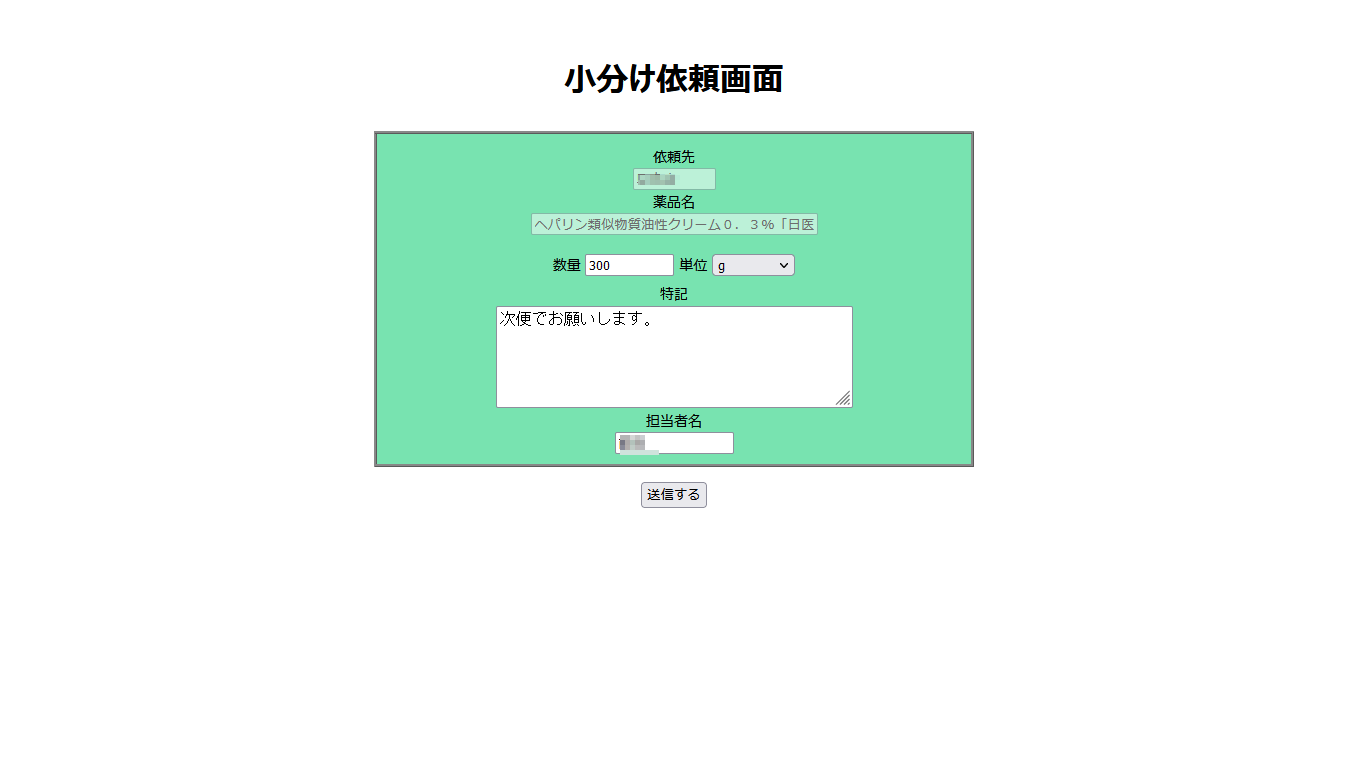 小分け依頼画面
依頼先
薬品名
ヘパリン類似物質油性クリーム０．３％「日医
数量 300 単位 g
特記
次便でお願いします。
担当者名
送信する